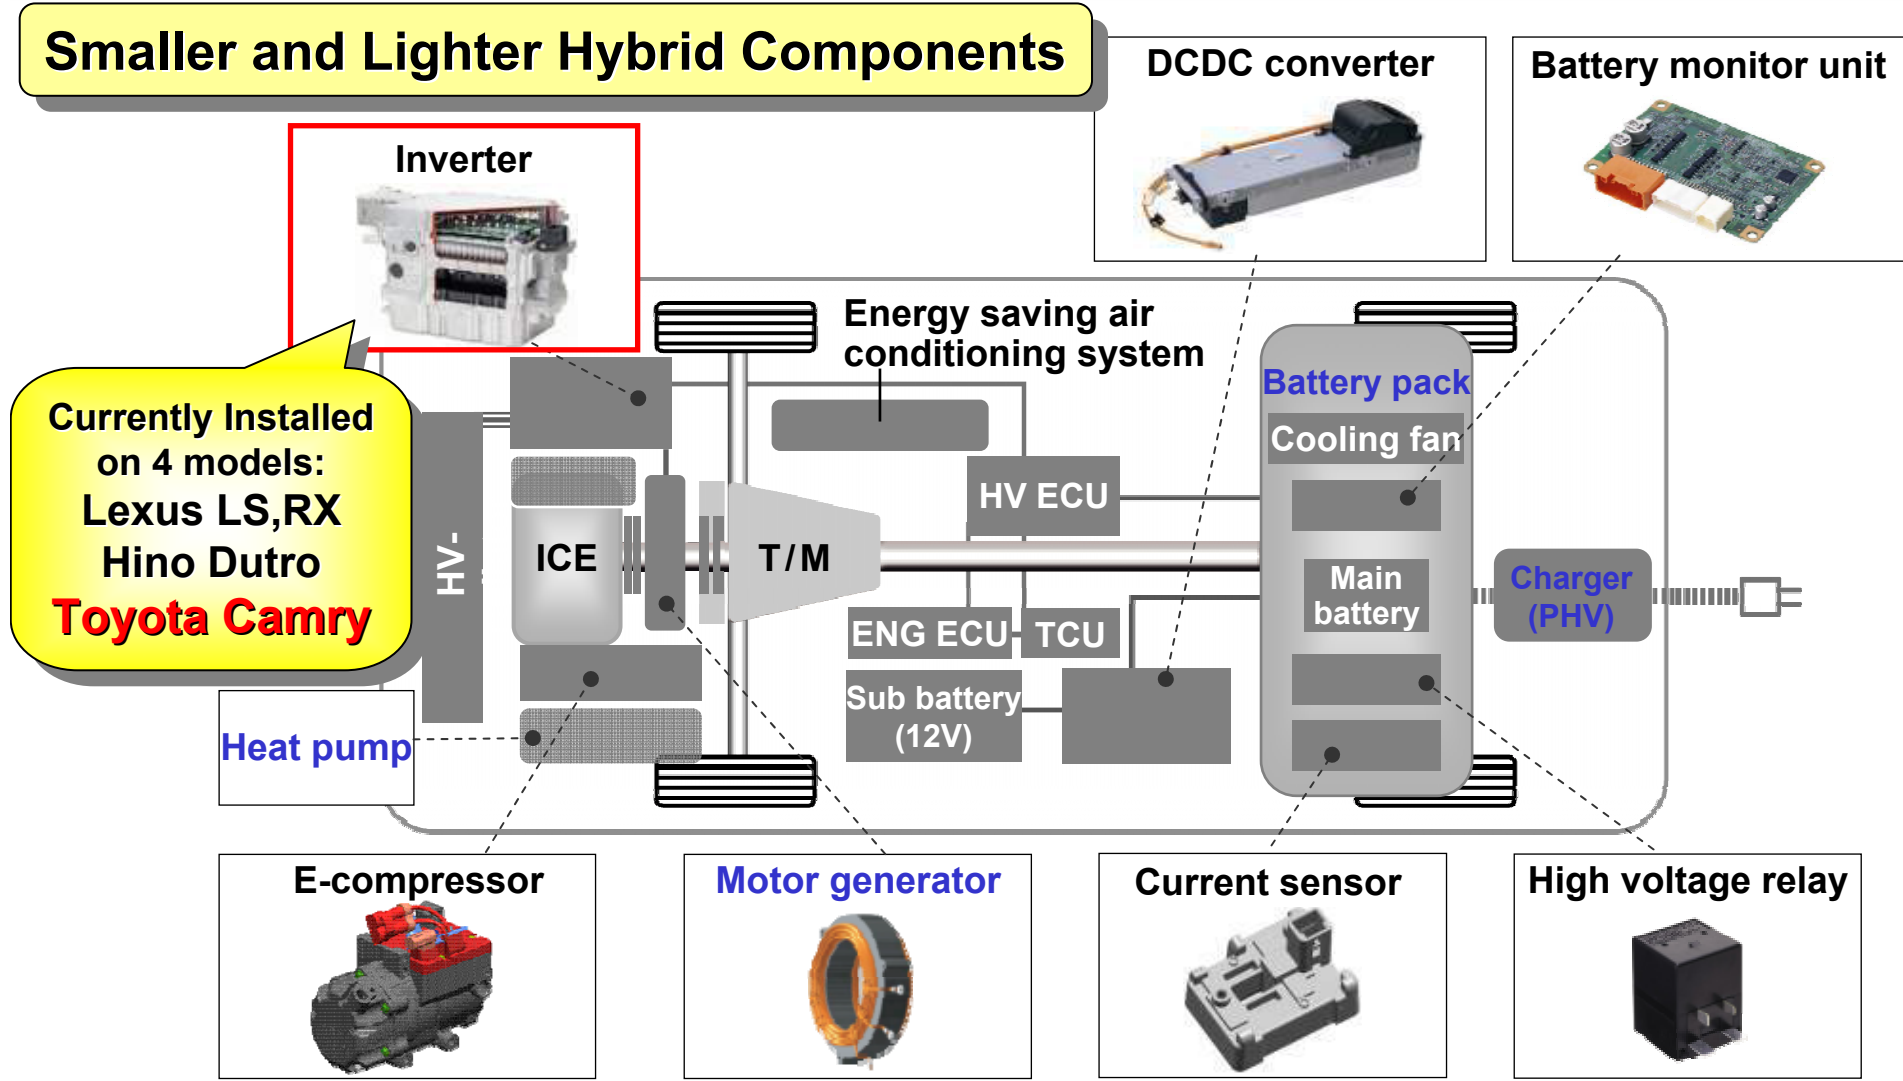 Smaller and Lighter Hybrid Components
DCDC converter
Battery monitor unit
Inverter
Energy saving air
conditioning system
Currently Installed
on 4 models:
Lexus LS,RX
Hino Dutro
Toyota Camry
Battery pack
Cooling fan
HV ECU
HV-
ICE
T/M
Main
battery
Charger
(PHV)
ENG ECU
TCU
Sub battery
(12V)
Heat pump
E-compressor
Motor generator
Current sensor
High voltage relay